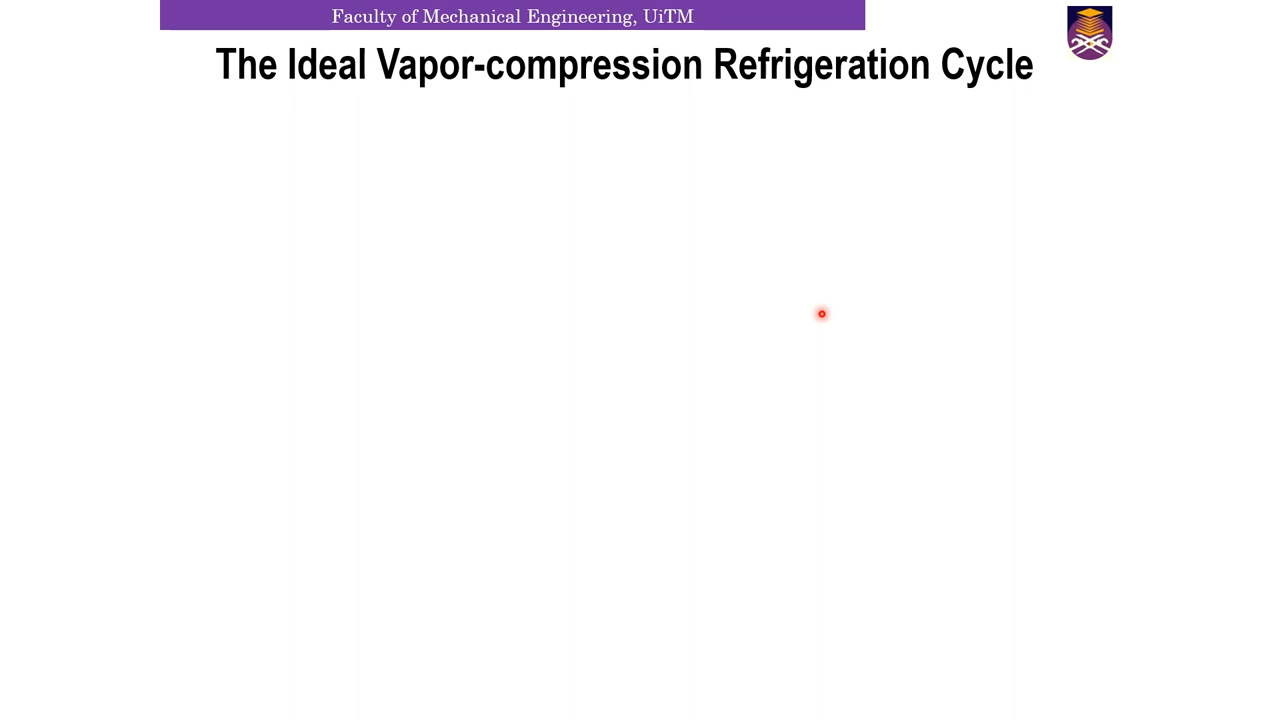 Faculty of Mechanical Engineering, UiTM
The Ideal Vapor-compression Refrigeration Cycle